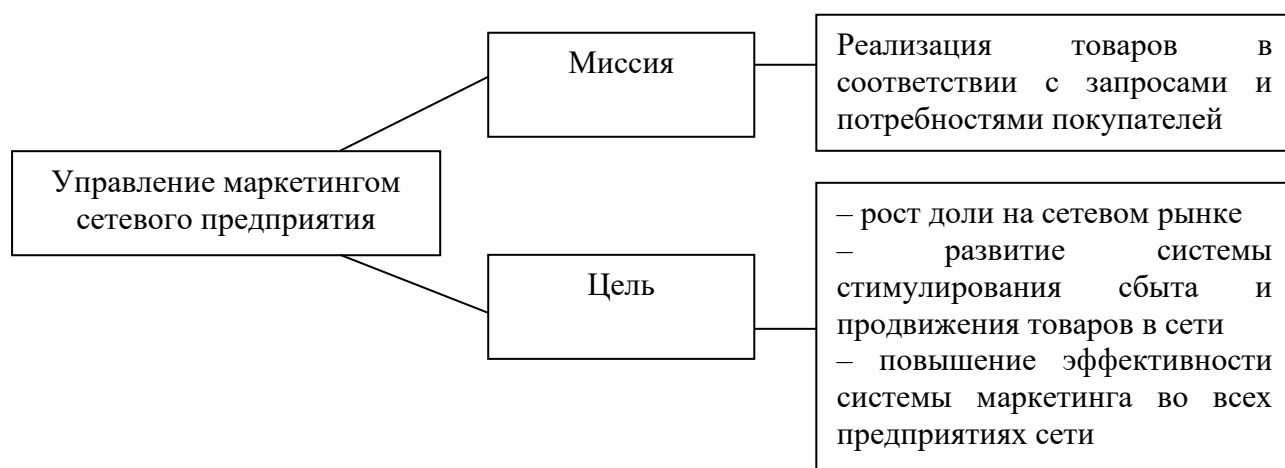 Управление маркетингом
сетевого предприятия
Миссия
Реализация товаров в
соответствии с запросами и
потребностями покупателей
Цель
– рост доли на сетевом рынке
– развитие системы
стимулирования сбыта и
продвижения товаров в сети
– повышение эффективности
системы маркетинга во всех
предприятиях сети